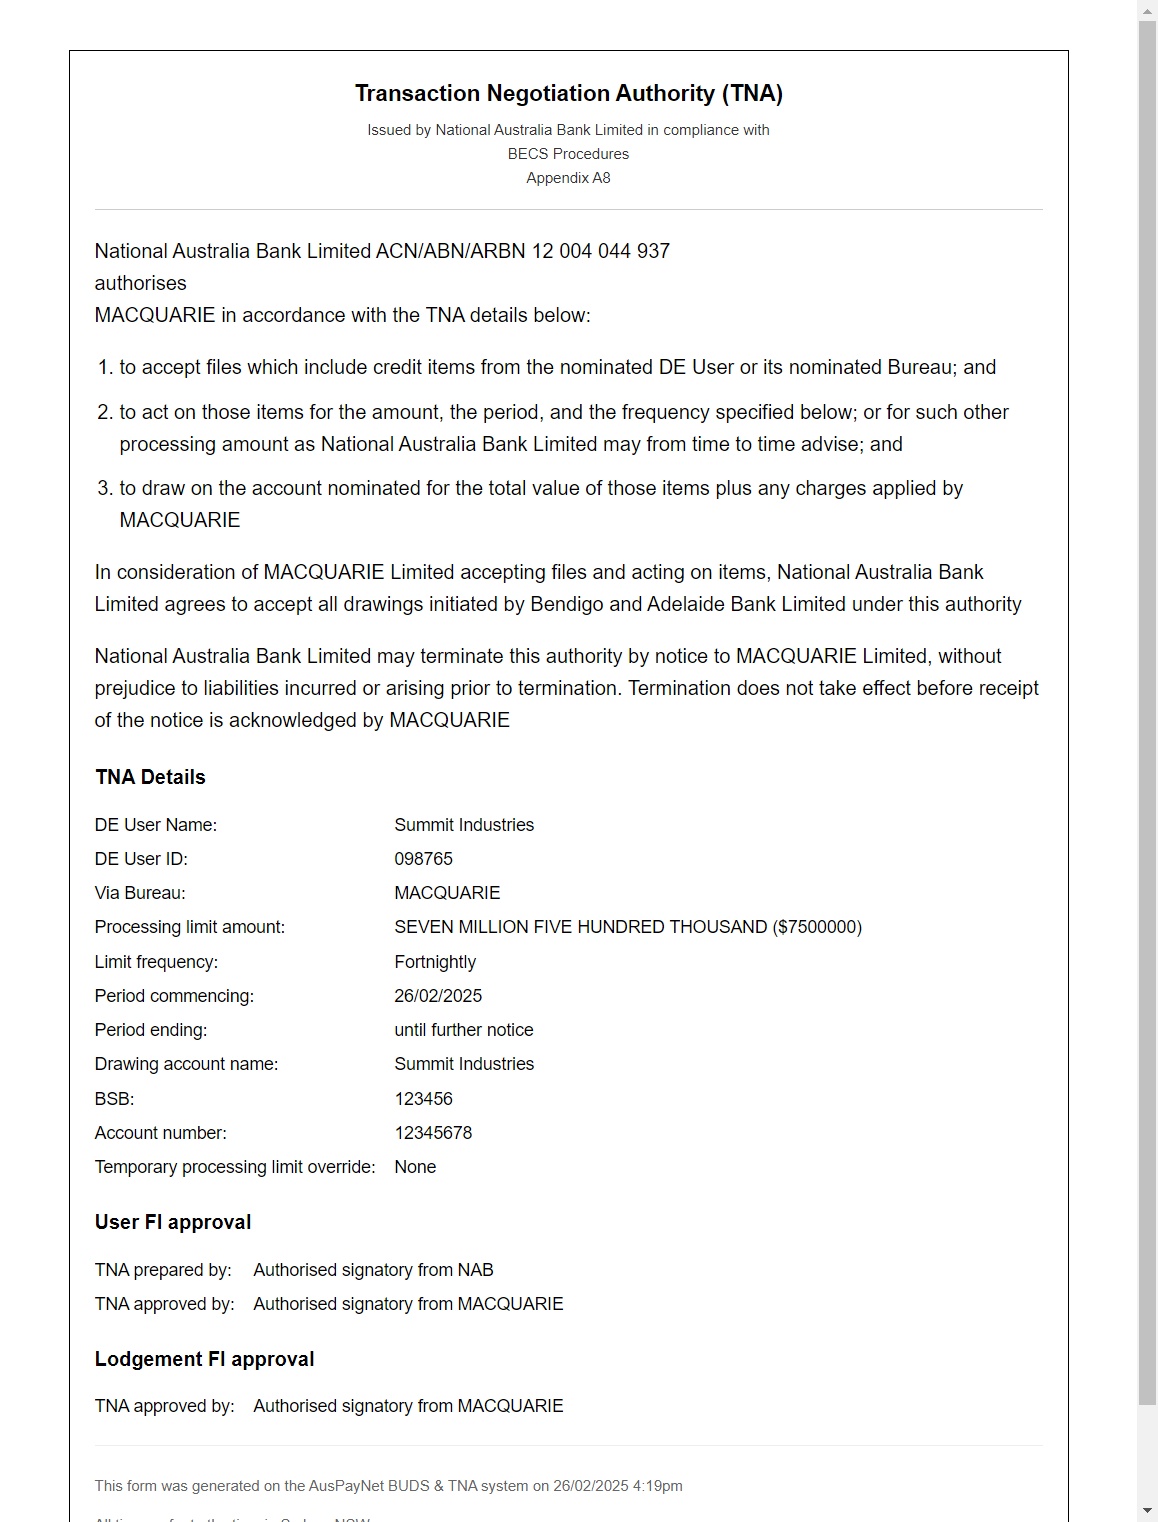 Transaction Negotiation Authority (TNA)
Issued by National Australia Bank Limited in compliance with
BECS Procedures
Appendix A8
National Australia Bank Limited ACN/ABN/ARBN 12 004 044 937
authorises
MACQUARIE in accordance with the TNA details below:
1. to accept files which include credit items from the nominated DE User or its nominated Bureau; and
2. to act on those items for the amount, the period, and the frequency specified below; or for such other
processing amount as National Australia Bank Limited may from time to time advise; and
3. to draw on the account nominated for the total value of those items plus any charges applied by
MACQUARIE
In consideration of MACQUARIE Limited accepting files and acting on items, National Australia Bank
Limited agrees to accept all drawings initiated by Bendigo and Adelaide Bank Limited under this authority
National Australia Bank Limited may terminate this authority by notice to MACQUARIE Limited, without
prejudice to liabilities incurred or arising prior to termination. Termination does not take effect before receipt
of the notice is acknowledged by MACQUARIE
TNA Details
DE User Name: Summit Industries
DE User ID: 098765
Via Bureau: MACQUARIE
Processing limit amount: SEVEN MILLION FIVE HUNDRED THOUSAND ($7500000)
Limit frequency: Fortnightly
Period commencing: 26/02/2025
Period ending: until further notice
Drawing account name: Summit Industries
BSB: 123456
Account number: 12345678
Temporary processing limit override: None
User FI approval
TNA prepared by: Authorised signatory from NAB
TNA approved by: Authorised signatory from MACQUARIE
Lodgement FI approval
TNA approved by: Authorised signatory from MACQUARIE
This form was generated on the AusPayNet BUDS & TNA system on 26/02/2025 4:19pm